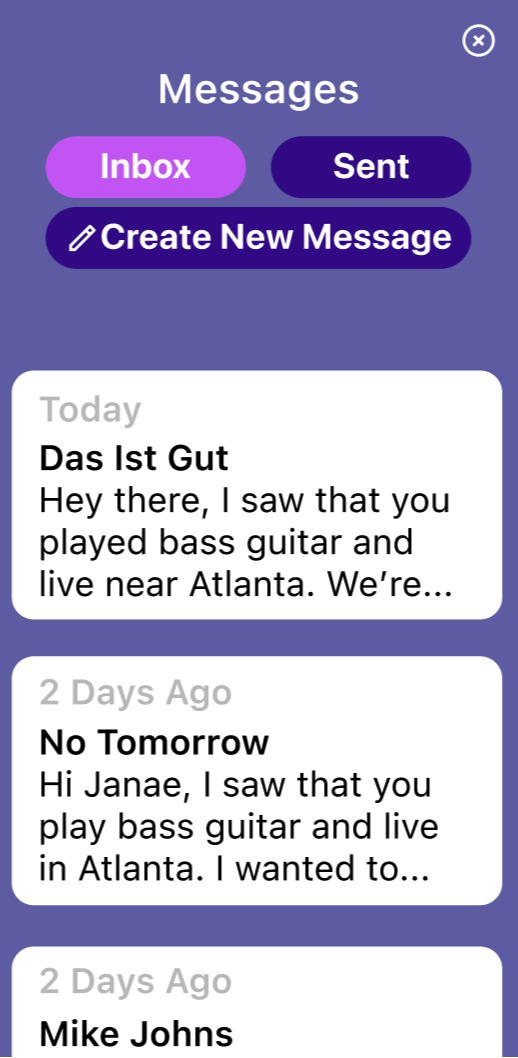 Messages
Inbox Sent
Create New Message
Today
Das Ist Gut
Hey there, I saw that you
played bass guitar and
live near Atlanta. We’re...
2 Days Ago
No Tomorrow
Hi Janae, I saw that you
play bass guitar and live
in Atlanta. I wanted to...
2 Days Ago
Mike Johns